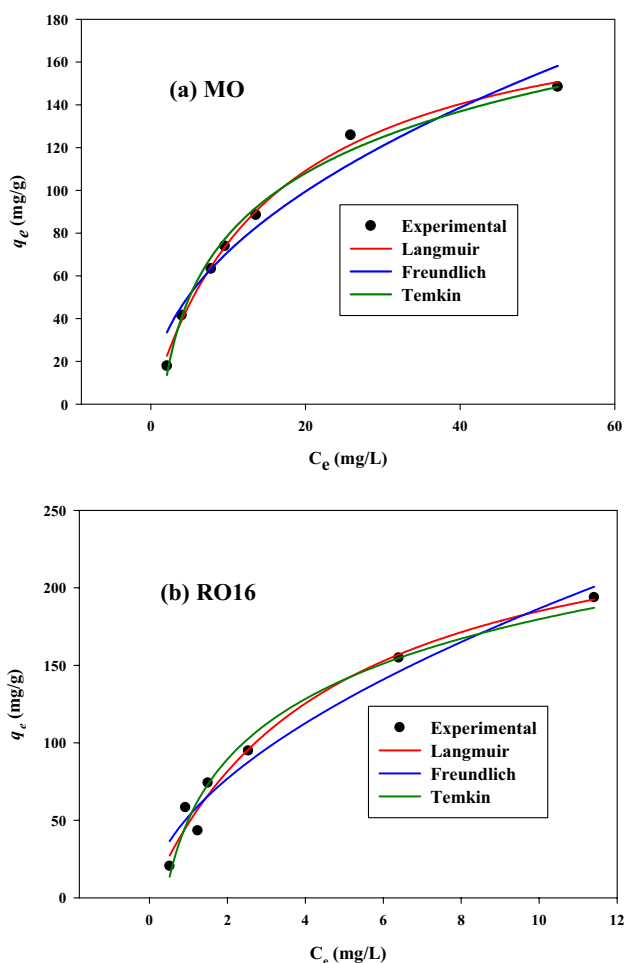 180
160
140
120
100
80
60
40
20
0
q_e (mg/g)
(a) MO
Experimental
Langmuir
Freundlich
Temkin
0 20 40 60
C_e (mg/L)
250
200
150
100
50
0
q_e (mg/g)
(b) RO16
Experimental
Langmuir
Freundlich
Temkin
0 2 4 6 8 10 12
C_e (mg/L)